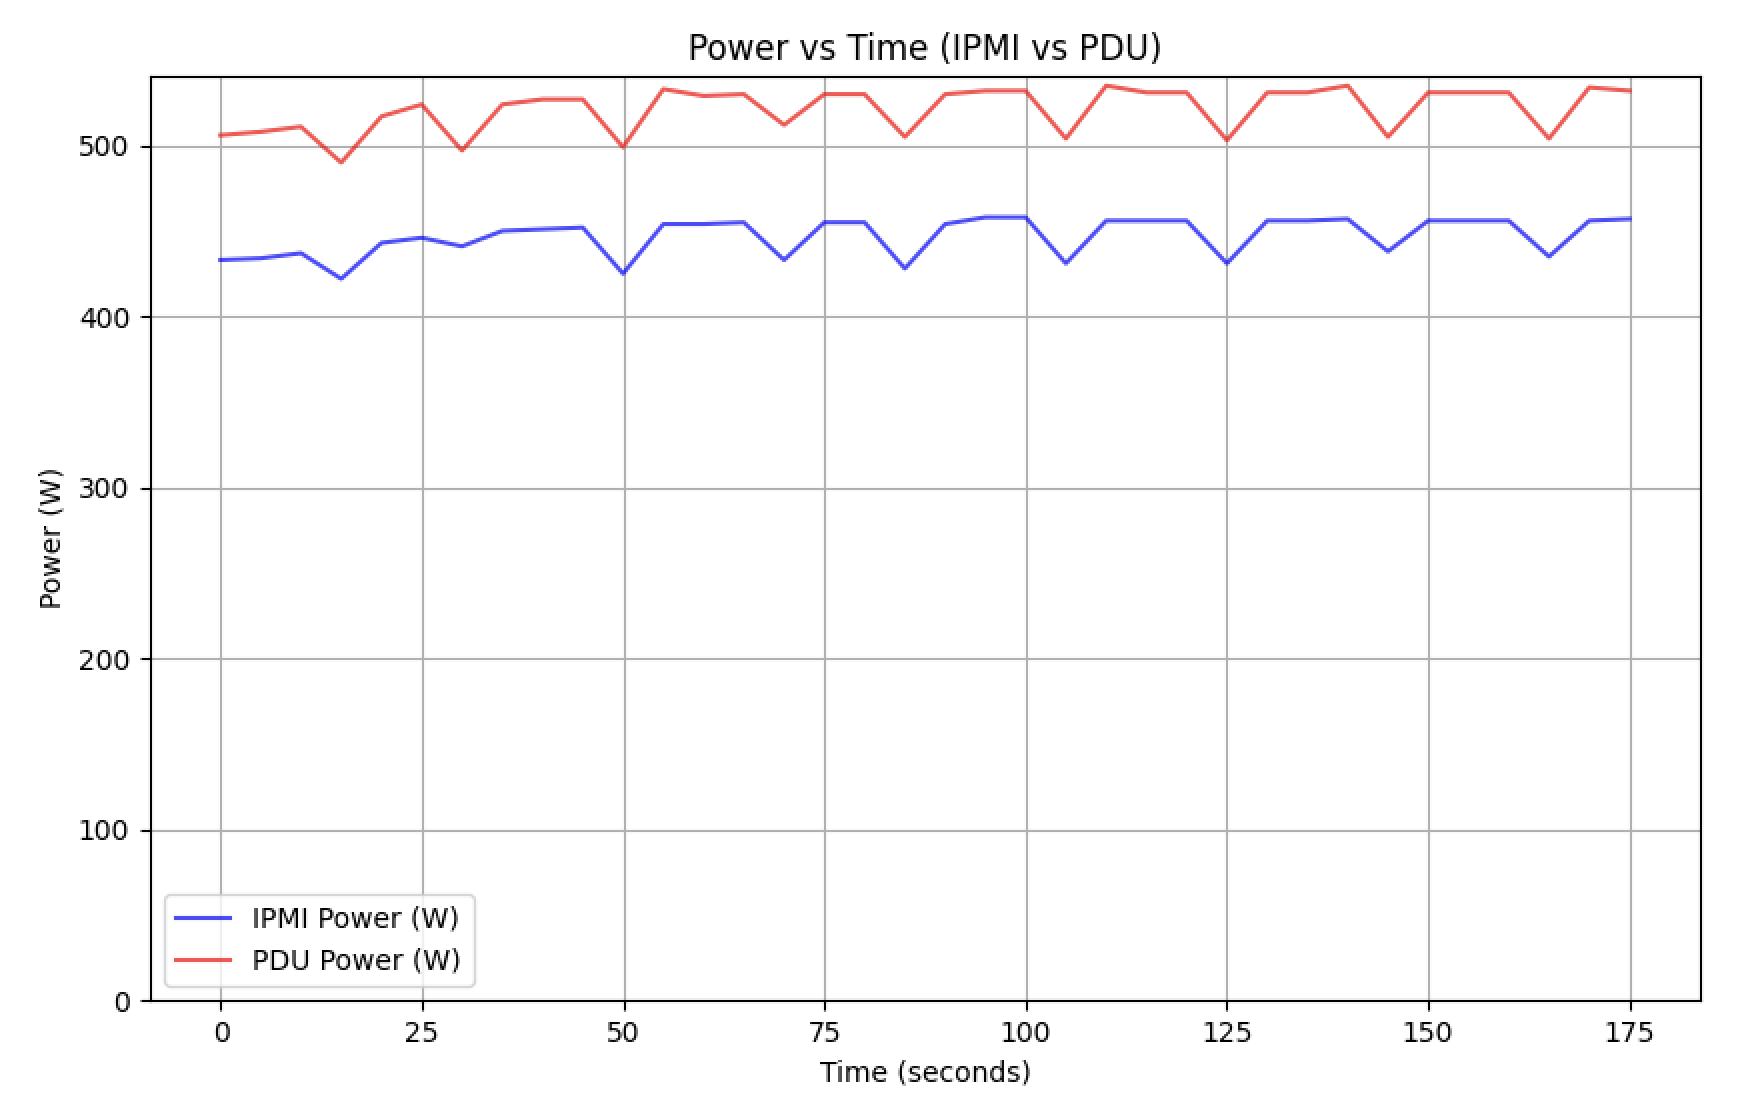 Power vs Time (IPMI vs PDU)
500
400
300
200
100
0
Power (W)
IPMI Power (W)
PDU Power (W)
0 25 50 75 100 125 150 175
Time (seconds)